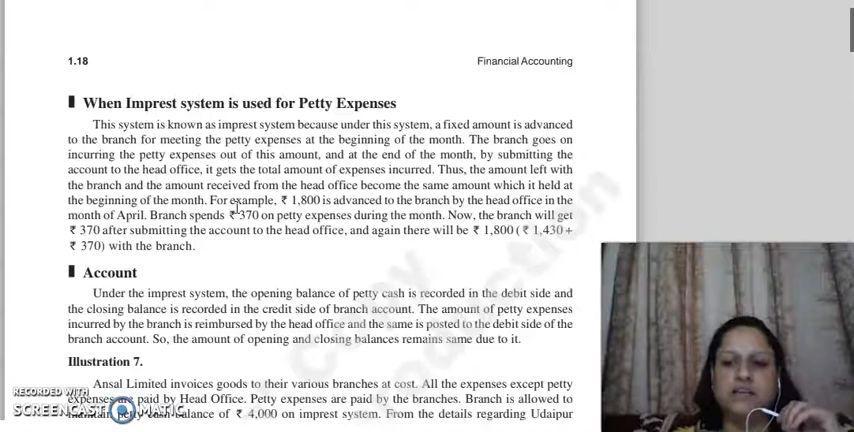 1.18
Financial Accounting
When Imprest system is used for Petty Expenses
This system is known as imprest system because under this system, a fixed amount is advanced
to the branch for meeting the petty expenses at the beginning of the month. The branch goes on
incurring the petty expenses out of this amount, and at the end of the month, by submitting the
account to the head office, it gets the total amount of expenses incurred. Thus, the amount left with
the branch and the amount received from the head office become the same amount which it held at
the beginning of the month. For example, ₹ 1,800 is advanced to the branch by the head office in the
month of April. Branch spends ₹ 370 on petty expenses during the month. Now, the branch will get
₹ 370 after submitting the account to the head office, and again there will be ₹ 1,800 ( ₹ 1,430 +
₹ 370) with the branch.
Account
Under the imprest system, the opening balance of petty cash is recorded in the debit side and
the closing balance is recorded in the credit side of branch account. The amount of petty expenses
incurred by the branch is reimbursed by the head office and the same is posted to the debit side of the
branch account. So, the amount of opening and closing balances remains same due to it.
Illustration 7.
Ansal Limited invoices goods to their various branches at cost. All the expenses except petty
expenses are paid by Head Office. Petty expenses are paid by the branches. Branch is allowed to
maintain petty cash balance of ₹ 4,000 on imprest system. From the details regarding Udaipur
RECORDED WITH
SCREENCAST MATIC